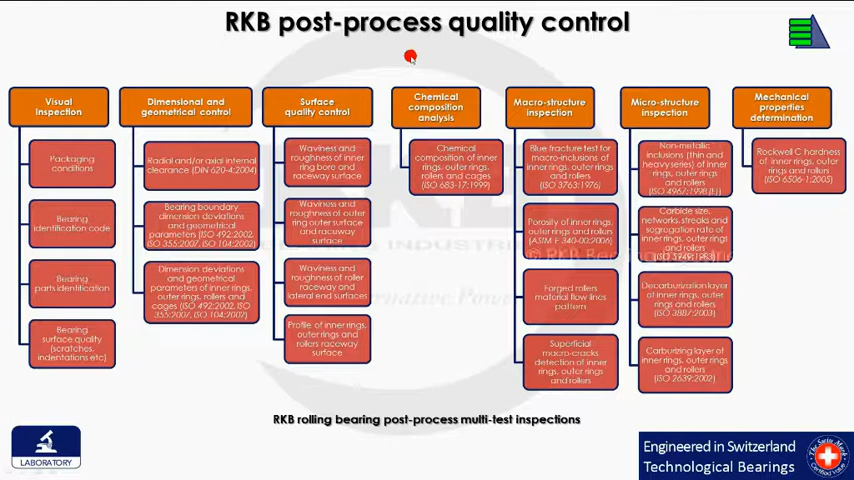 RKB post-process quality control
Visual
Inspection
Packaging
conditions
Bearing
identification code
Bearing
parts identification
Bearing
surface quality
(scratches,
indentations etc)
Dimensional and
geometrical control
Radial and/or axial internal
clearance (DIN 620-4:2004)
Bearing boundary
dimension deviations
and geometrical
parameters (ISO 492:2002,
ISO 355:2007, ISO 104:2002)
Dimension deviations
and geometrical
parameters of inner rings,
outer rings, rollers and
cages (ISO 492:2002, ISO
355:2007, ISO 104:2002)
Surface
quality control
Waviness and
roughness of inner
ring bore and
raceway surface
Waviness and
roughness of outer
ring outer surface
and raceway
surface
Waviness and
roughness of roller
raceway and
lateral end surfaces
Profile of inner rings,
outer rings and
rollers raceway
surface
Chemical
composition
analysis
Chemical
composition of inner
rings, outer rings,
rollers and cages
(ISO 683-17:1999)
Macro-structure
inspection
Blue fracture test for
macro-inclusions of
inner rings, outer rings
and rollers
(ISO 3763:1976)
Porosity of inner rings,
outer rings and rollers
(ASTM E 340-00:2006)
Forged rollers
material flow lines
pattern
Superficial
macro-cracks
detection of inner
rings, outer rings
and rollers
Micro-structure
inspection
Non-metallic
inclusions (thin and
heavy series) of inner
rings, outer rings
and rollers
(ISO 4967:1998 (E))
Carbide size,
networks, streaks and
segregation rate of
inner rings, outer rings
and rollers
(ISO 5949:1983)
Decarburization layer
of inner rings, outer
rings and rollers
(ISO 3887:2003)
Carburizing layer of
inner rings, outer rings
and rollers
(ISO 2639:2002)
Mechanical
properties
determination
Rockwell C hardness
of inner rings, outer rings
and rollers
(ISO 6506-1:2005)
© RKB
RKB rolling bearing post-process multi-test inspections
LABORATORY
Engineered in Switzerland
Technological Bearings